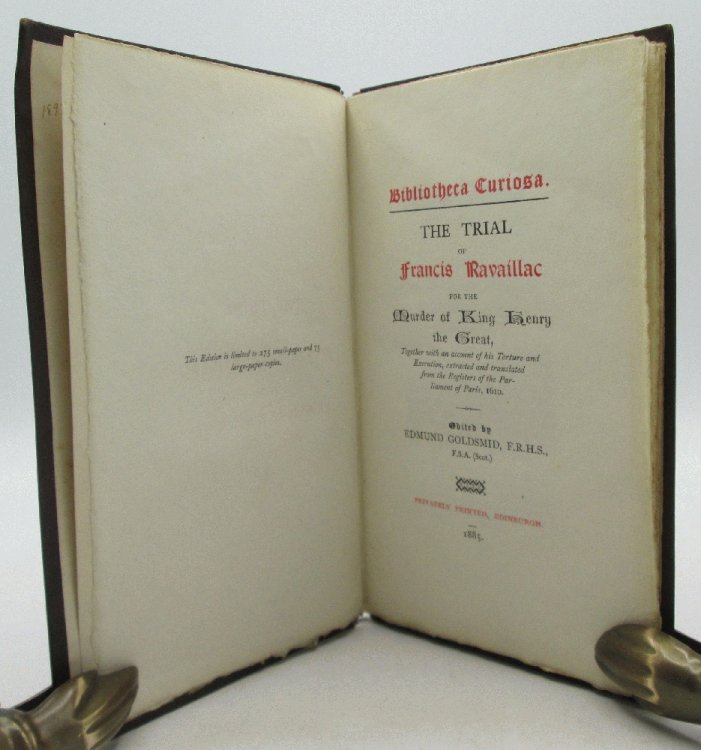 This Edition is limited to 275 small-paper and 75
large-paper copies.
Bibliotheca Curiosa.
THE TRIAL
OF
Francis Ravaillac
FOR THE
Murder of King Henry
the Great,
Together with an account of his Torture and
Execution, extracted and translated
from the Registers of the Par-
liament of Paris, 1610.
Edited by
EDMUND GOLDSMID, F.R.H.S.,
F.S.A. (Scot.)
PRIVATELY PRINTED, EDINBURGH.
1885.